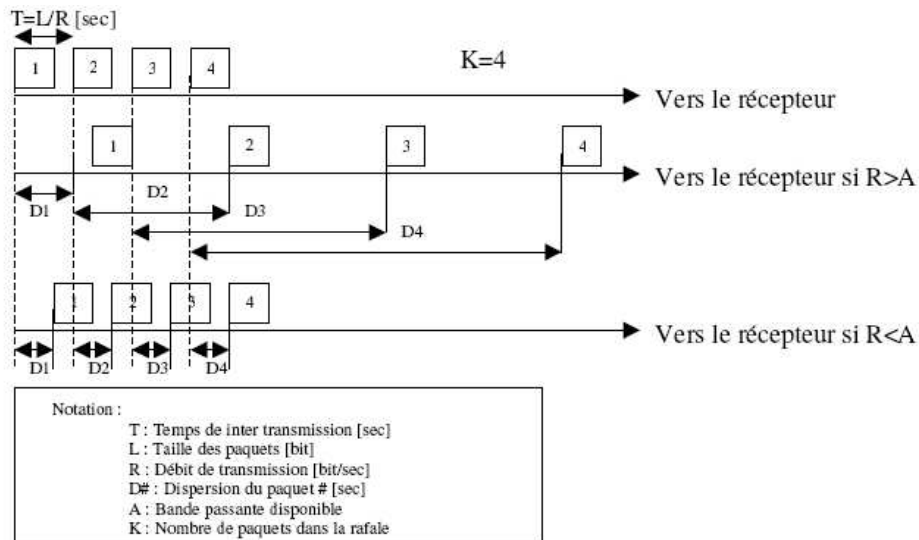 T=L/R [sec]
1 2 3 4
K=4
Vers le récepteur
1 2 3 4
Vers le récepteur si R>A
D1 D2 D3 D4
1 2 3 4
Vers le récepteur si R<A
D1 D2 D3 D4
Notation :
T : Temps de inter transmission [sec]
L : Taille des paquets [bit]
R : Débit de transmission [bit/sec]
D# : Dispersion du paquet # [sec]
A : Bande passante disponible
K : Nombre de paquets dans la rafale